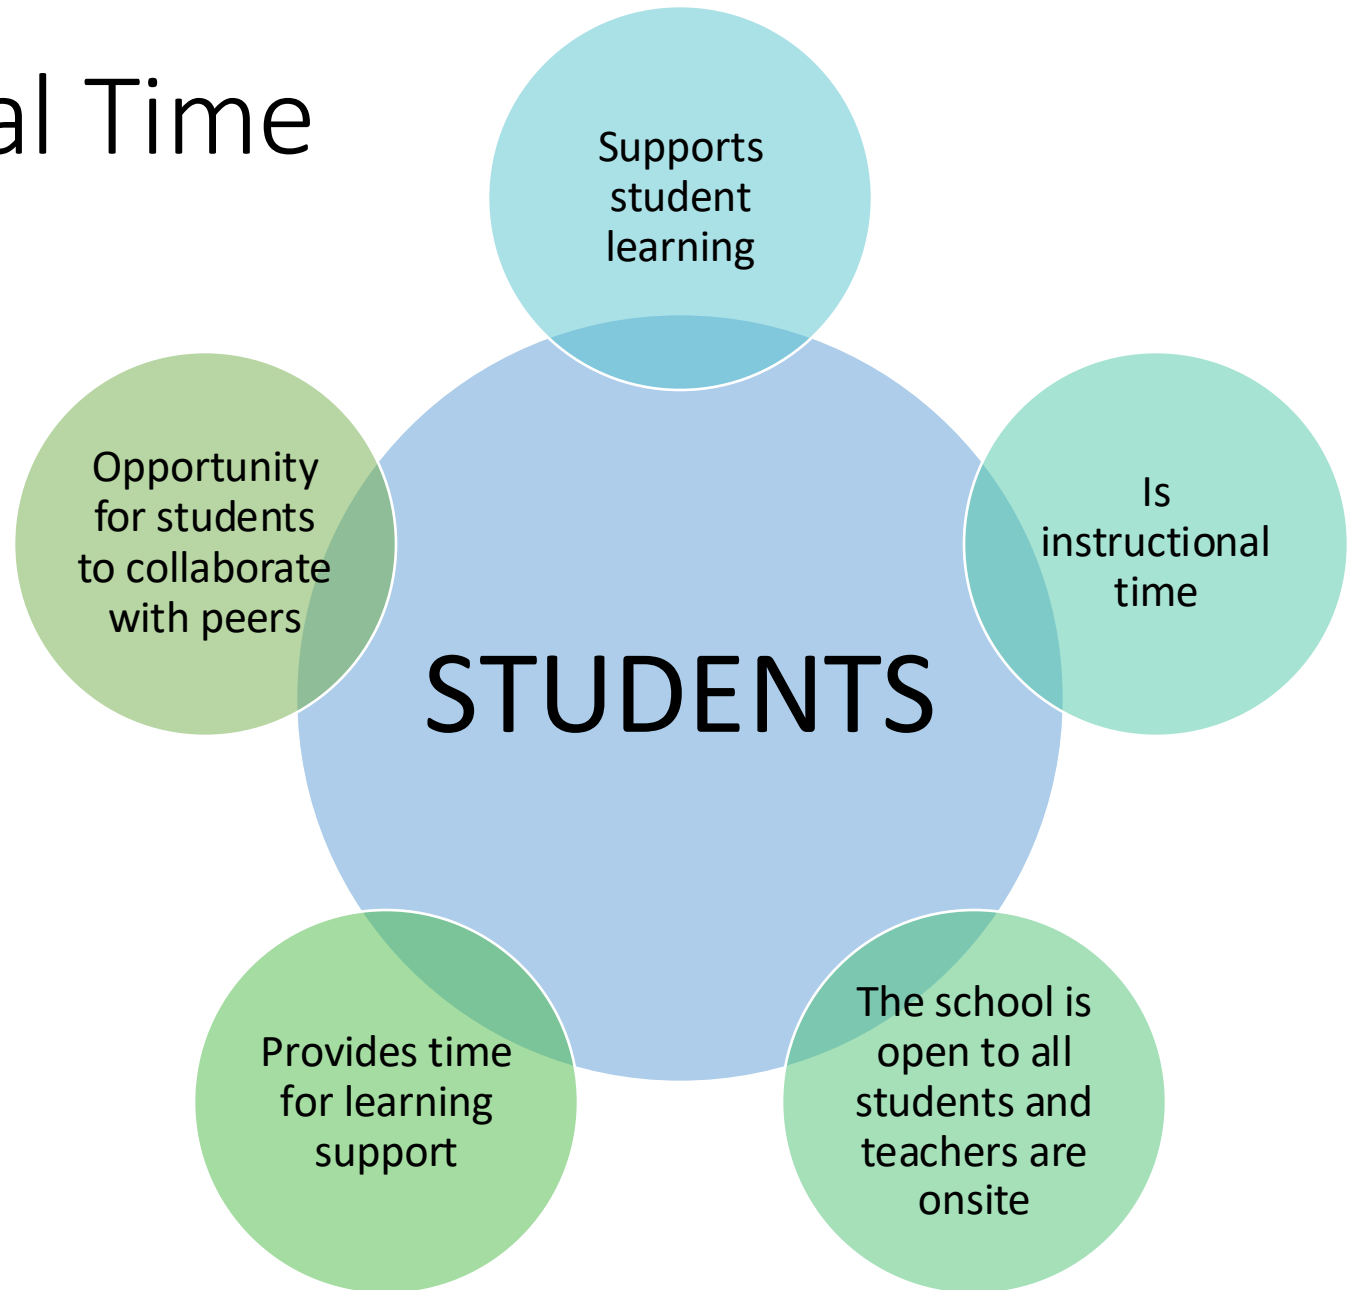 al Time
Supports
student
learning
Opportunity
for students
to collaborate
with peers
Is
instructional
time
STUDENTS
Provides time
for learning
support
The school is
open to all
students and
teachers are
onsite